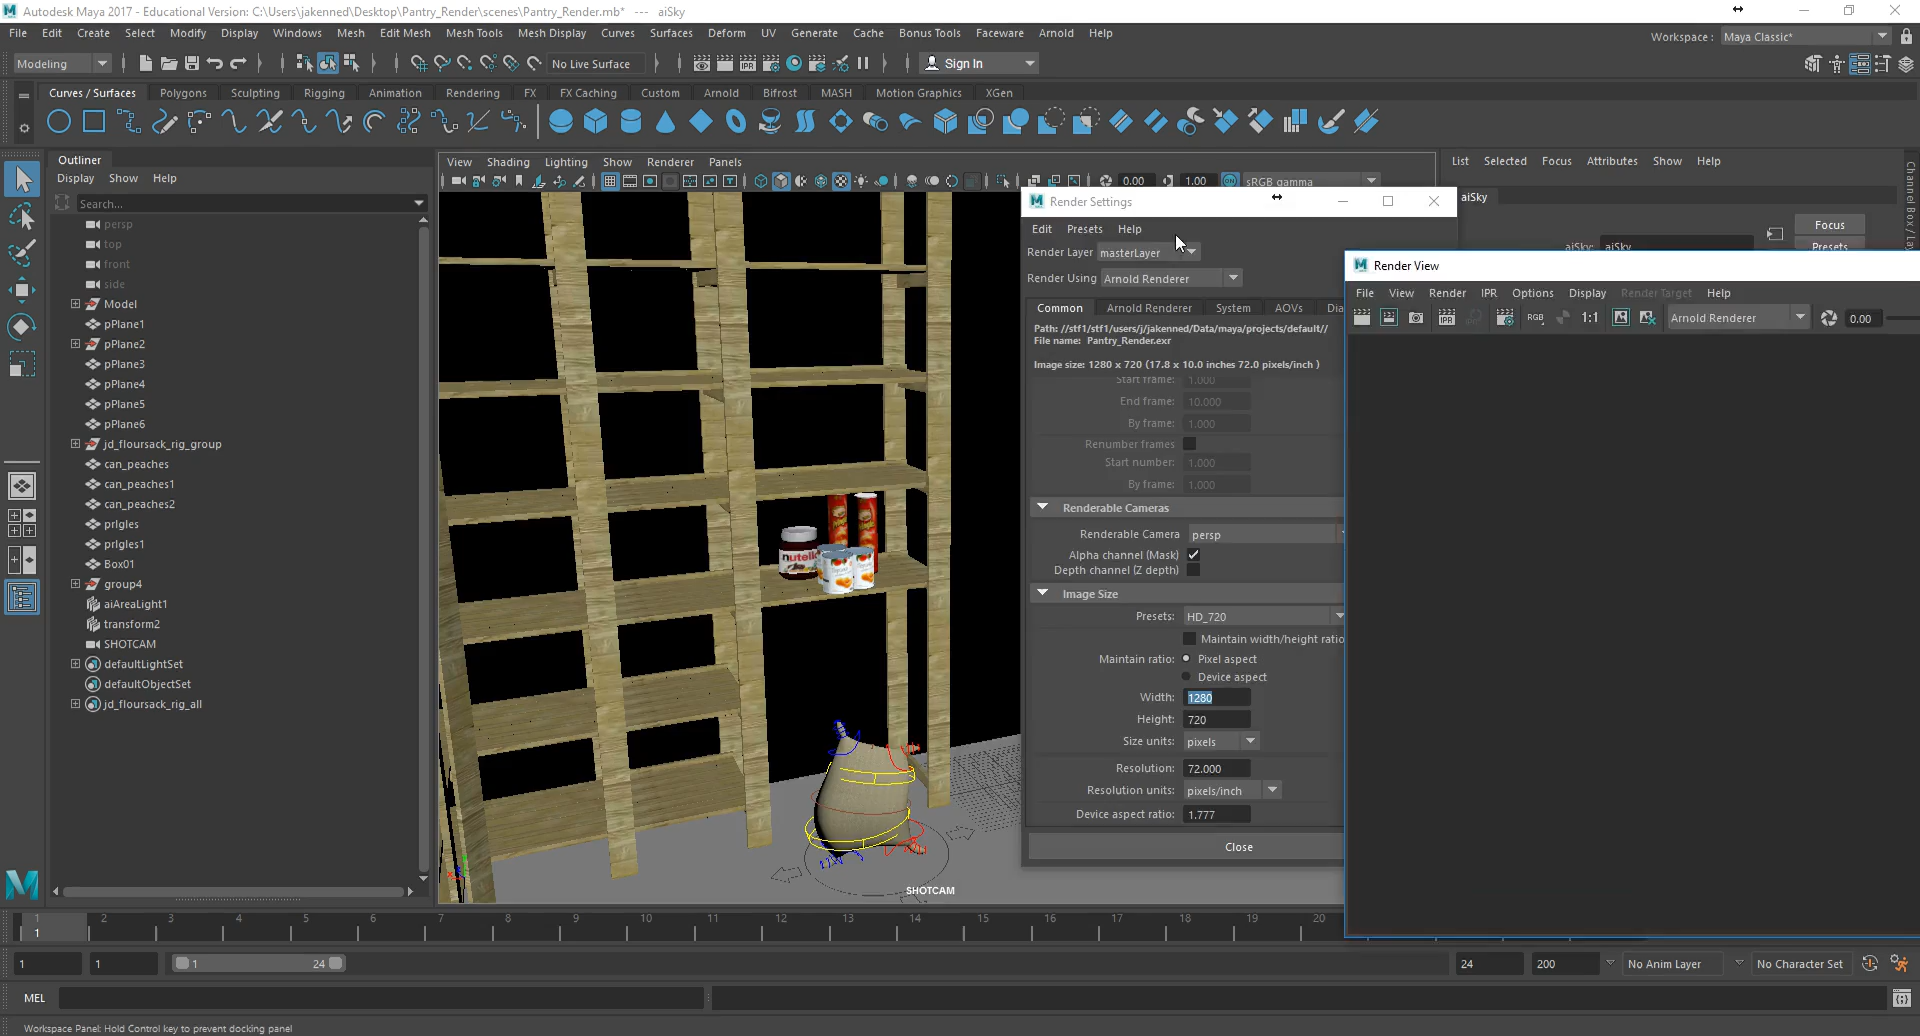 Autodesk Maya 2017 - Educational Version: C:\Users\jakenned\Desktop\Pantry_Render\scenes\Pantry_Render.mb*   ---   aiSky
File Edit Create Select Modify Display Windows Mesh Edit Mesh Mesh Tools Mesh Display Curves Surfaces Deform UV Generate Cache Bonus Tools Faceware Arnold Help
Workspace : Maya Classic*
Modeling No Live Surface Sign In
Curves / Surfaces Polygons Sculpting Rigging Animation Rendering FX FX Caching Custom Arnold Bifrost MASH Motion Graphics XGen
Outliner
Display Show Help
Search...
persp
top
front
side
Model
pPlane1
pPlane2
pPlane3
pPlane4
pPlane5
pPlane6
jd_floursack_rig_group
can_peaches
can_peaches1
can_peaches2
prIgles
prIgles1
Box01
group4
aiAreaLight1
transform2
SHOTCAM
defaultLightSet
defaultObjectSet
jd_floursack_rig_all
View Shading Lighting Show Renderer Panels
0.00 1.00 sRGB gamma
nutella
SHOTCAM
Render Settings
Edit Presets Help
Render Layer masterLayer
Render Using Arnold Renderer
Common Arnold Renderer System AOVs Dia
Path: //stf1/stf1/users/j/jakenned/Data/maya/projects/default//
File name: Pantry_Render.exr
Image size: 1280 x 720 (17.8 x 10.0 inches 72.0 pixels/inch )
Start frame: 1.000
End frame: 10.000
By frame: 1.000
Renumber frames
Start number: 1.000
By frame: 1.000
Renderable Cameras
Renderable Camera persp
Alpha channel (Mask)
Depth channel (Z depth)
Image Size
Presets: HD_720
Maintain width/height ratio
Maintain ratio: Pixel aspect
Device aspect
Width: 1280
Height: 720
Size units: pixels
Resolution: 72.000
Resolution units: pixels/inch
Device aspect ratio: 1.777
Close
List Selected Focus Attributes Show Help
aiSky
aiSky: aiSky
Focus
Presets
Channel Box / La
Render View
File View Render IPR Options Display Render Target Help
IPR RGB 1:1 Arnold Renderer 0.00
1 2 3 4 5 6 7 8 9 10 11 12 13 14 15 16 17 18 19 20
1
1 1 1 24 24 200 No Anim Layer No Character Set
MEL
Workspace Panel: Hold Control key to prevent docking panel